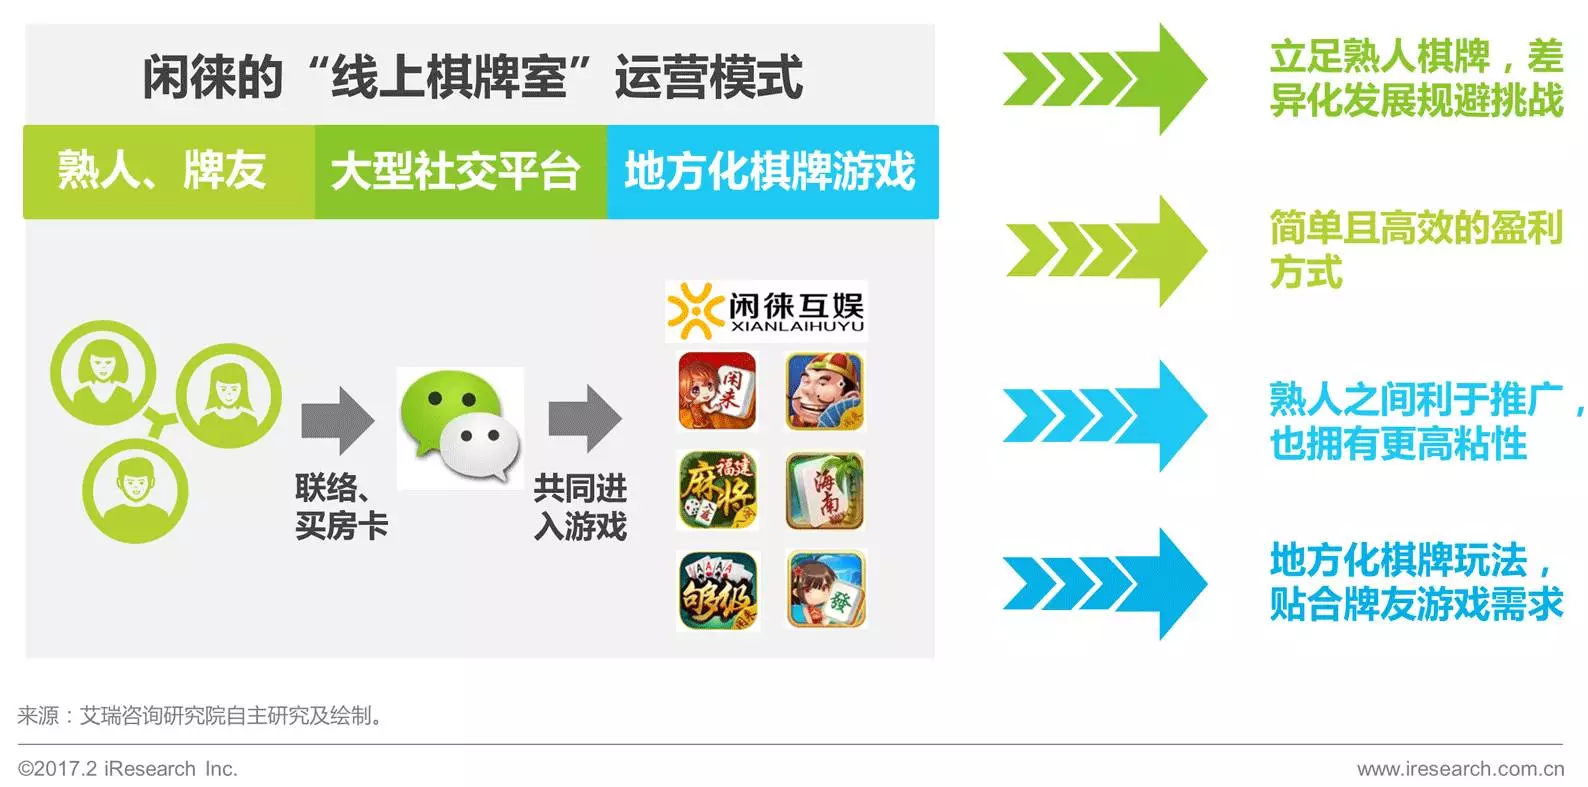 闲徕的“线上棋牌室”运营模式
熟人、牌友
大型社交平台
地方化棋牌游戏
联络、
买房卡
共同进
入游戏
闲徕互娱
XIANLAIHUYU
闲来
福建
麻将
海南
够级
闲来
發
立足熟人棋牌，差
异化发展规避挑战
简单且高效的盈利
方式
熟人之间利于推广，
也拥有更高粘性
地方化棋牌玩法，
贴合牌友游戏需求
来源：艾瑞咨询研究院自主研究及绘制。
©2017.2 iResearch Inc.
www.iresearch.com.cn